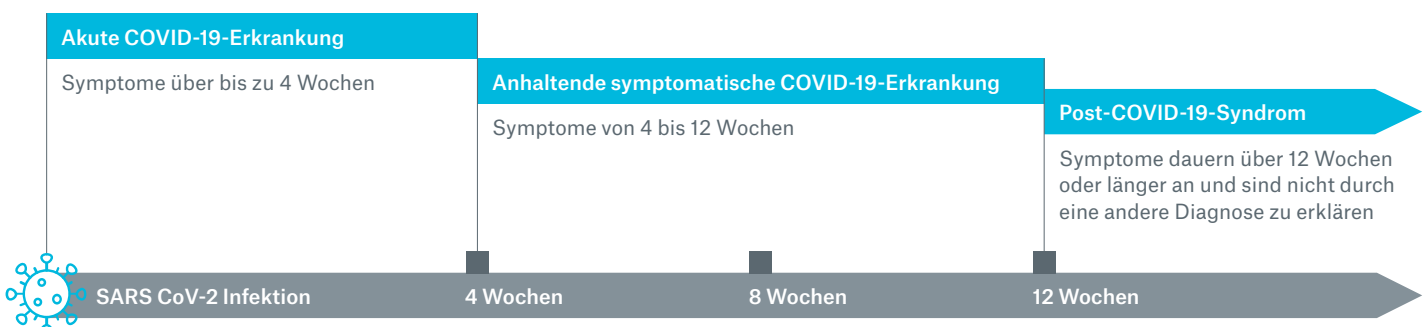 Akute COVID-19-Erkrankung
Symptome über bis zu 4 Wochen
Anhaltende symptomatische COVID-19-Erkrankung
Symptome von 4 bis 12 Wochen
Post-COVID-19-Syndrom
Symptome dauern über 12 Wochen
oder länger an und sind nicht durch
eine andere Diagnose zu erklären
SARS CoV-2 Infektion
4 Wochen
8 Wochen
12 Wochen